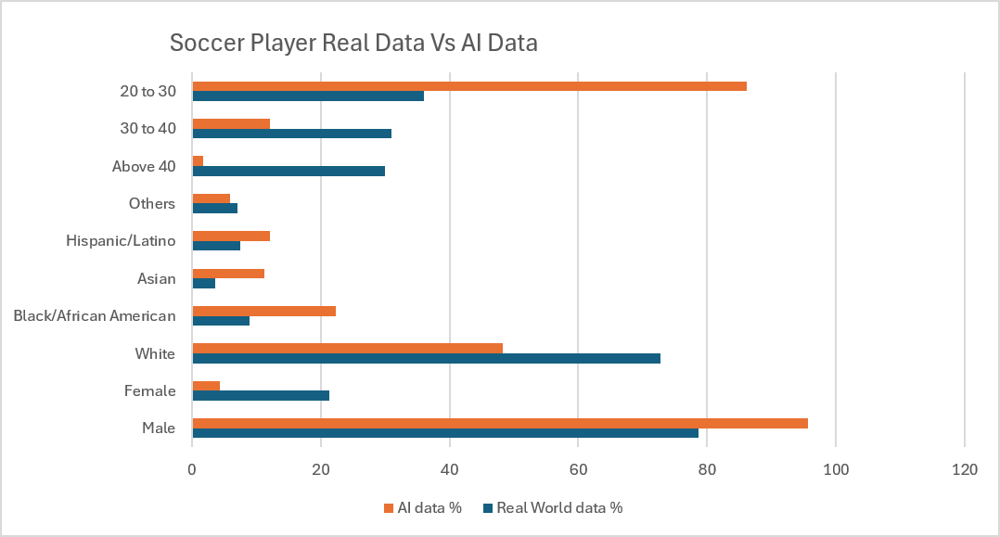 Soccer Player Real Data Vs AI Data
20 to 30
30 to 40
Above 40
Others
Hispanic/Latino
Asian
Black/African American
White
Female
Male
0 20 40 60 80 100 120
AI data % Real World data %